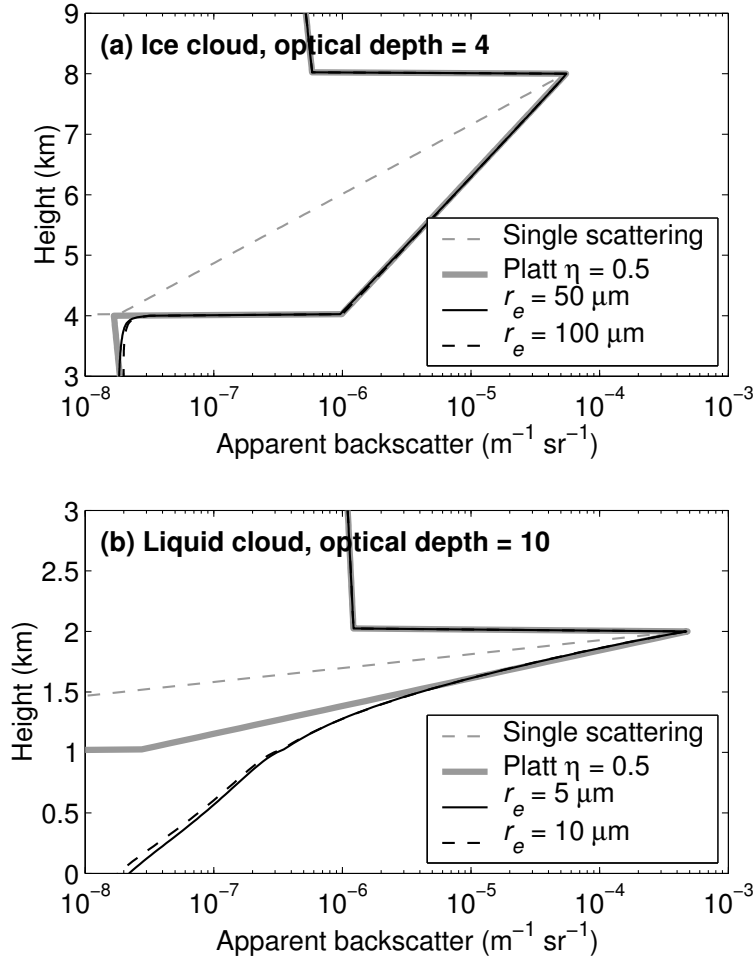 (a) Ice cloud, optical depth = 4
9
8
7
6
5
4
3
Height (km)
Single scattering
Platt η = 0.5
r_e = 50 μm
r_e = 100 μm
10⁻⁸ 10⁻⁷ 10⁻⁶ 10⁻⁵ 10⁻⁴ 10⁻³
Apparent backscatter (m⁻¹ sr⁻¹)
(b) Liquid cloud, optical depth = 10
3
2.5
2
1.5
1
0.5
0
Height (km)
Single scattering
Platt η = 0.5
r_e = 5 μm
r_e = 10 μm
10⁻⁸ 10⁻⁷ 10⁻⁶ 10⁻⁵ 10⁻⁴ 10⁻³
Apparent backscatter (m⁻¹ sr⁻¹)